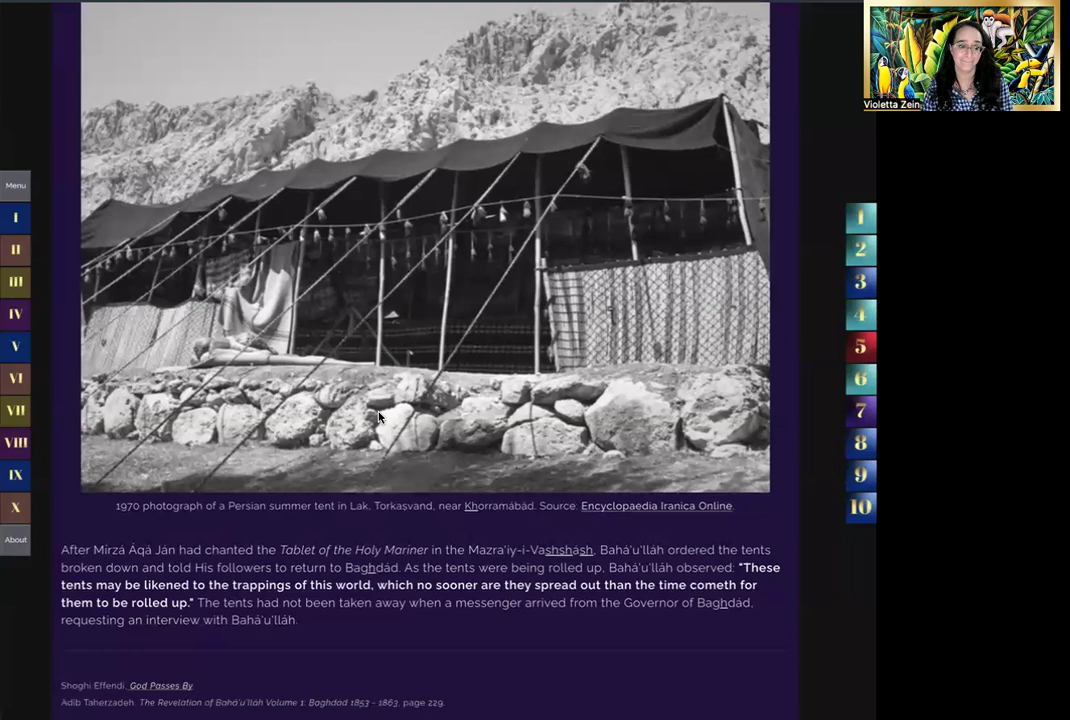 Violetta Zein
Menu
I
II
III
IV
V
VI
VII
VIII
IX
X
About
1
2
3
4
5
6
7
8
9
10
1970 photograph of a Persian summer tent in Lak, Torkasvand, near Khorramábád. Source. Encyclopaedia Iranica Online.
After Mírzá Áqá Ján had chanted the Tablet of the Holy Mariner in the Mazra'iy-i-Vashshásh, Bahá'u'lláh ordered the tents
broken down and told His followers to return to Baghdád. As the tents were being rolled up, Bahá'u'lláh observed: "These
tents may be likened to the trappings of this world, which no sooner are they spread out than the time cometh for
them to be rolled up." The tents had not been taken away when a messenger arrived from the Governor of Baghdád,
requesting an interview with Bahá'u'lláh.
Shoghi Effendi, God Passes By
Adib Taherzadeh. The Revelation of Bahá'u'lláh Volume 1: Baghdád 1853 - 1863, page 229.